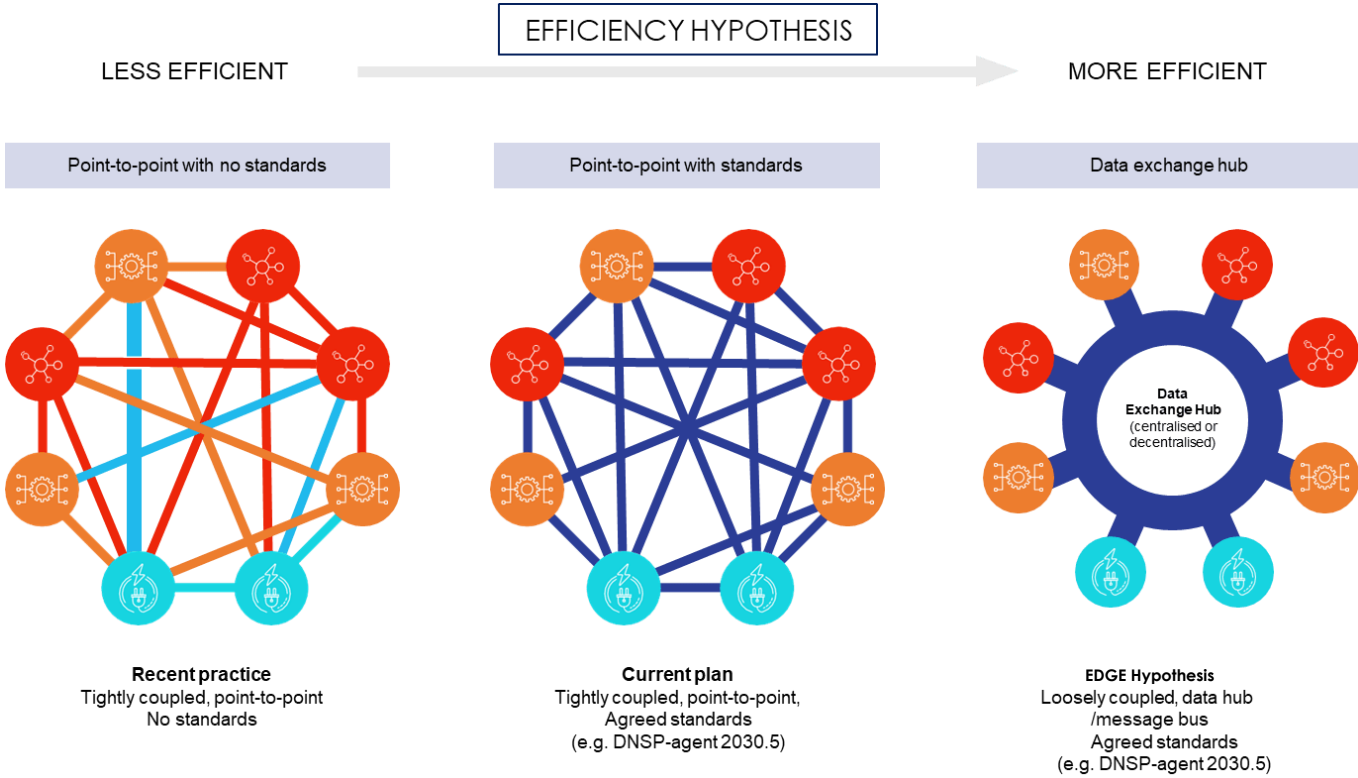 EFFICIENCY HYPOTHESIS
LESS EFFICIENT
MORE EFFICIENT
Point-to-point with no standards
Point-to-point with standards
Data exchange hub
Data
Exchange Hub
(centralised or
decentralised)
Recent practice
Tightly coupled, point-to-point
No standards
Current plan
Tightly coupled, point-to-point,
Agreed standards
(e.g. DNSP-agent 2030.5)
EDGE Hypothesis
Loosely coupled, data hub
/message bus
Agreed standards
(e.g. DNSP-agent 2030.5)